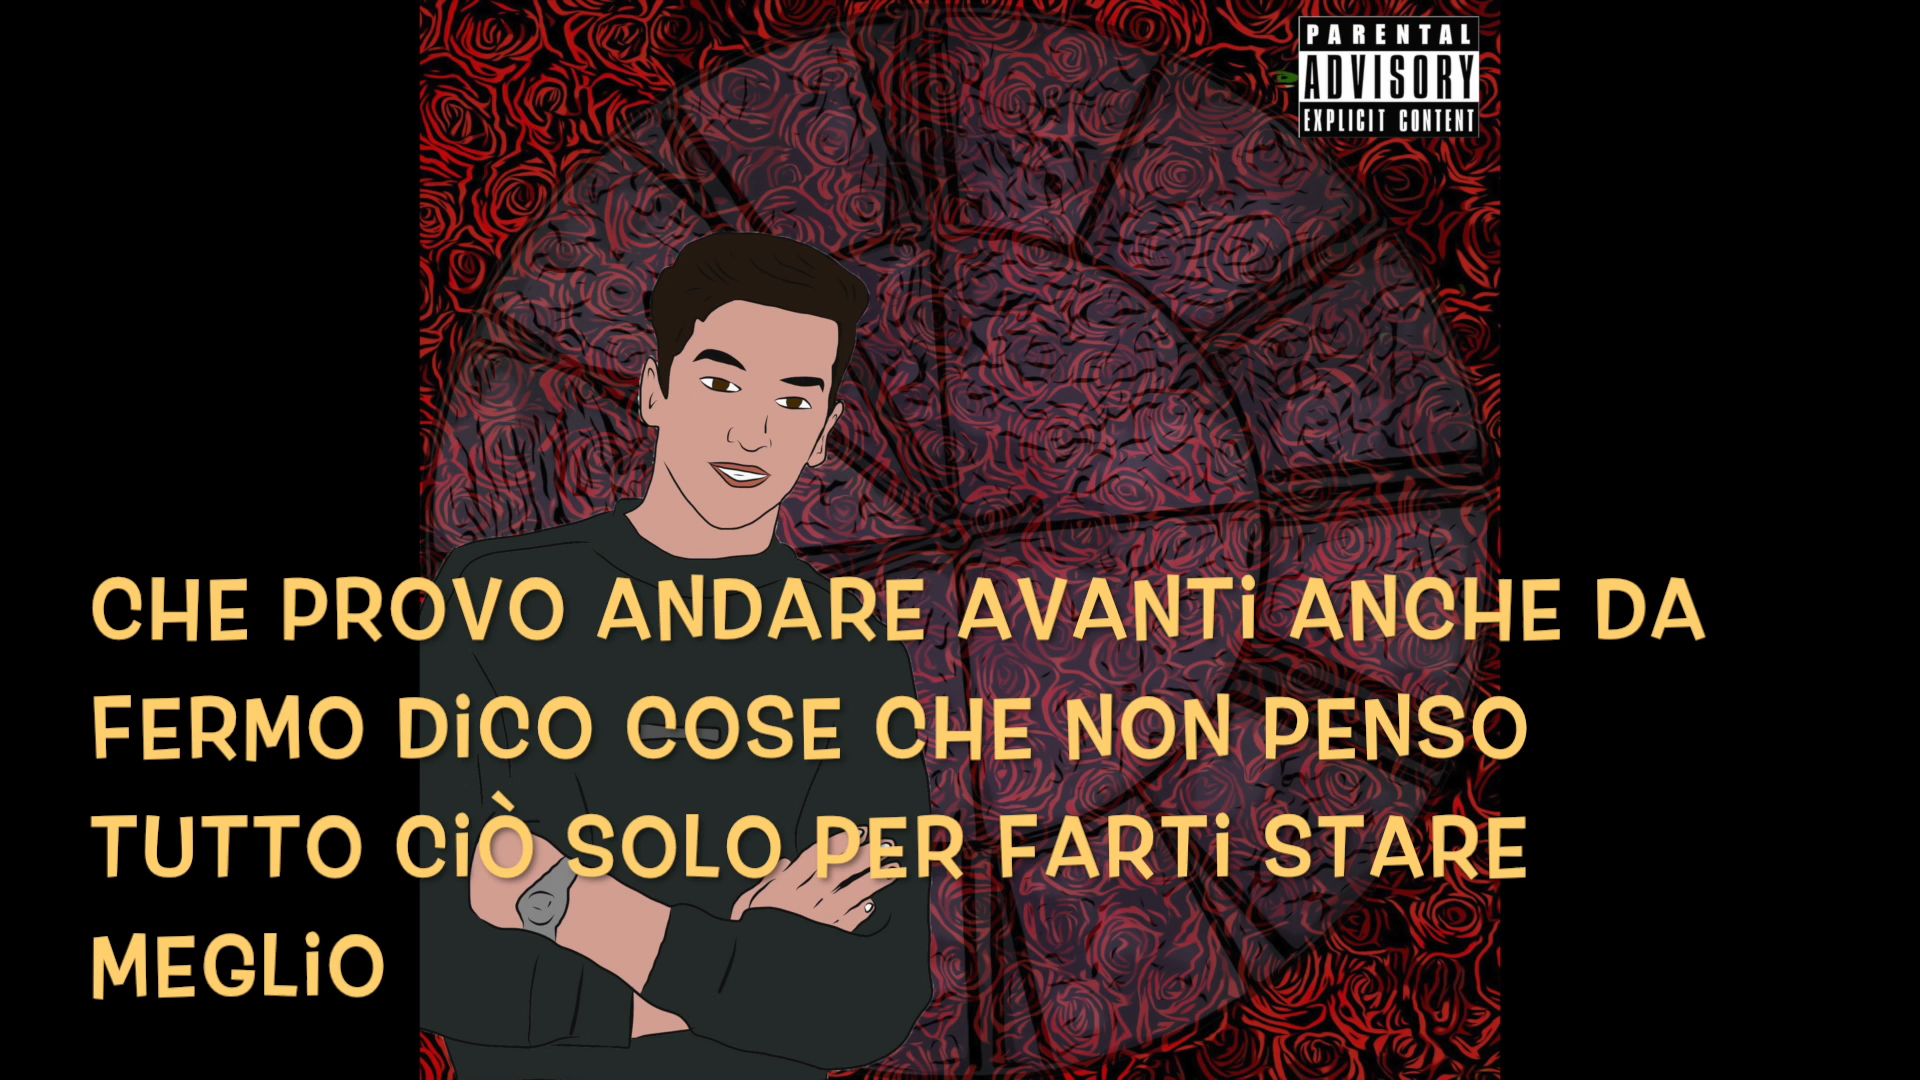 PARENTAL
ADVISORY
EXPLICIT CONTENT
CHE PROVO ANDARE AVANTi ANCHE DA
FERMO DiCO COSE CHE NON PENSO
TUTTO CiÒ SOLO PER FARTi STARE
MEGLiO